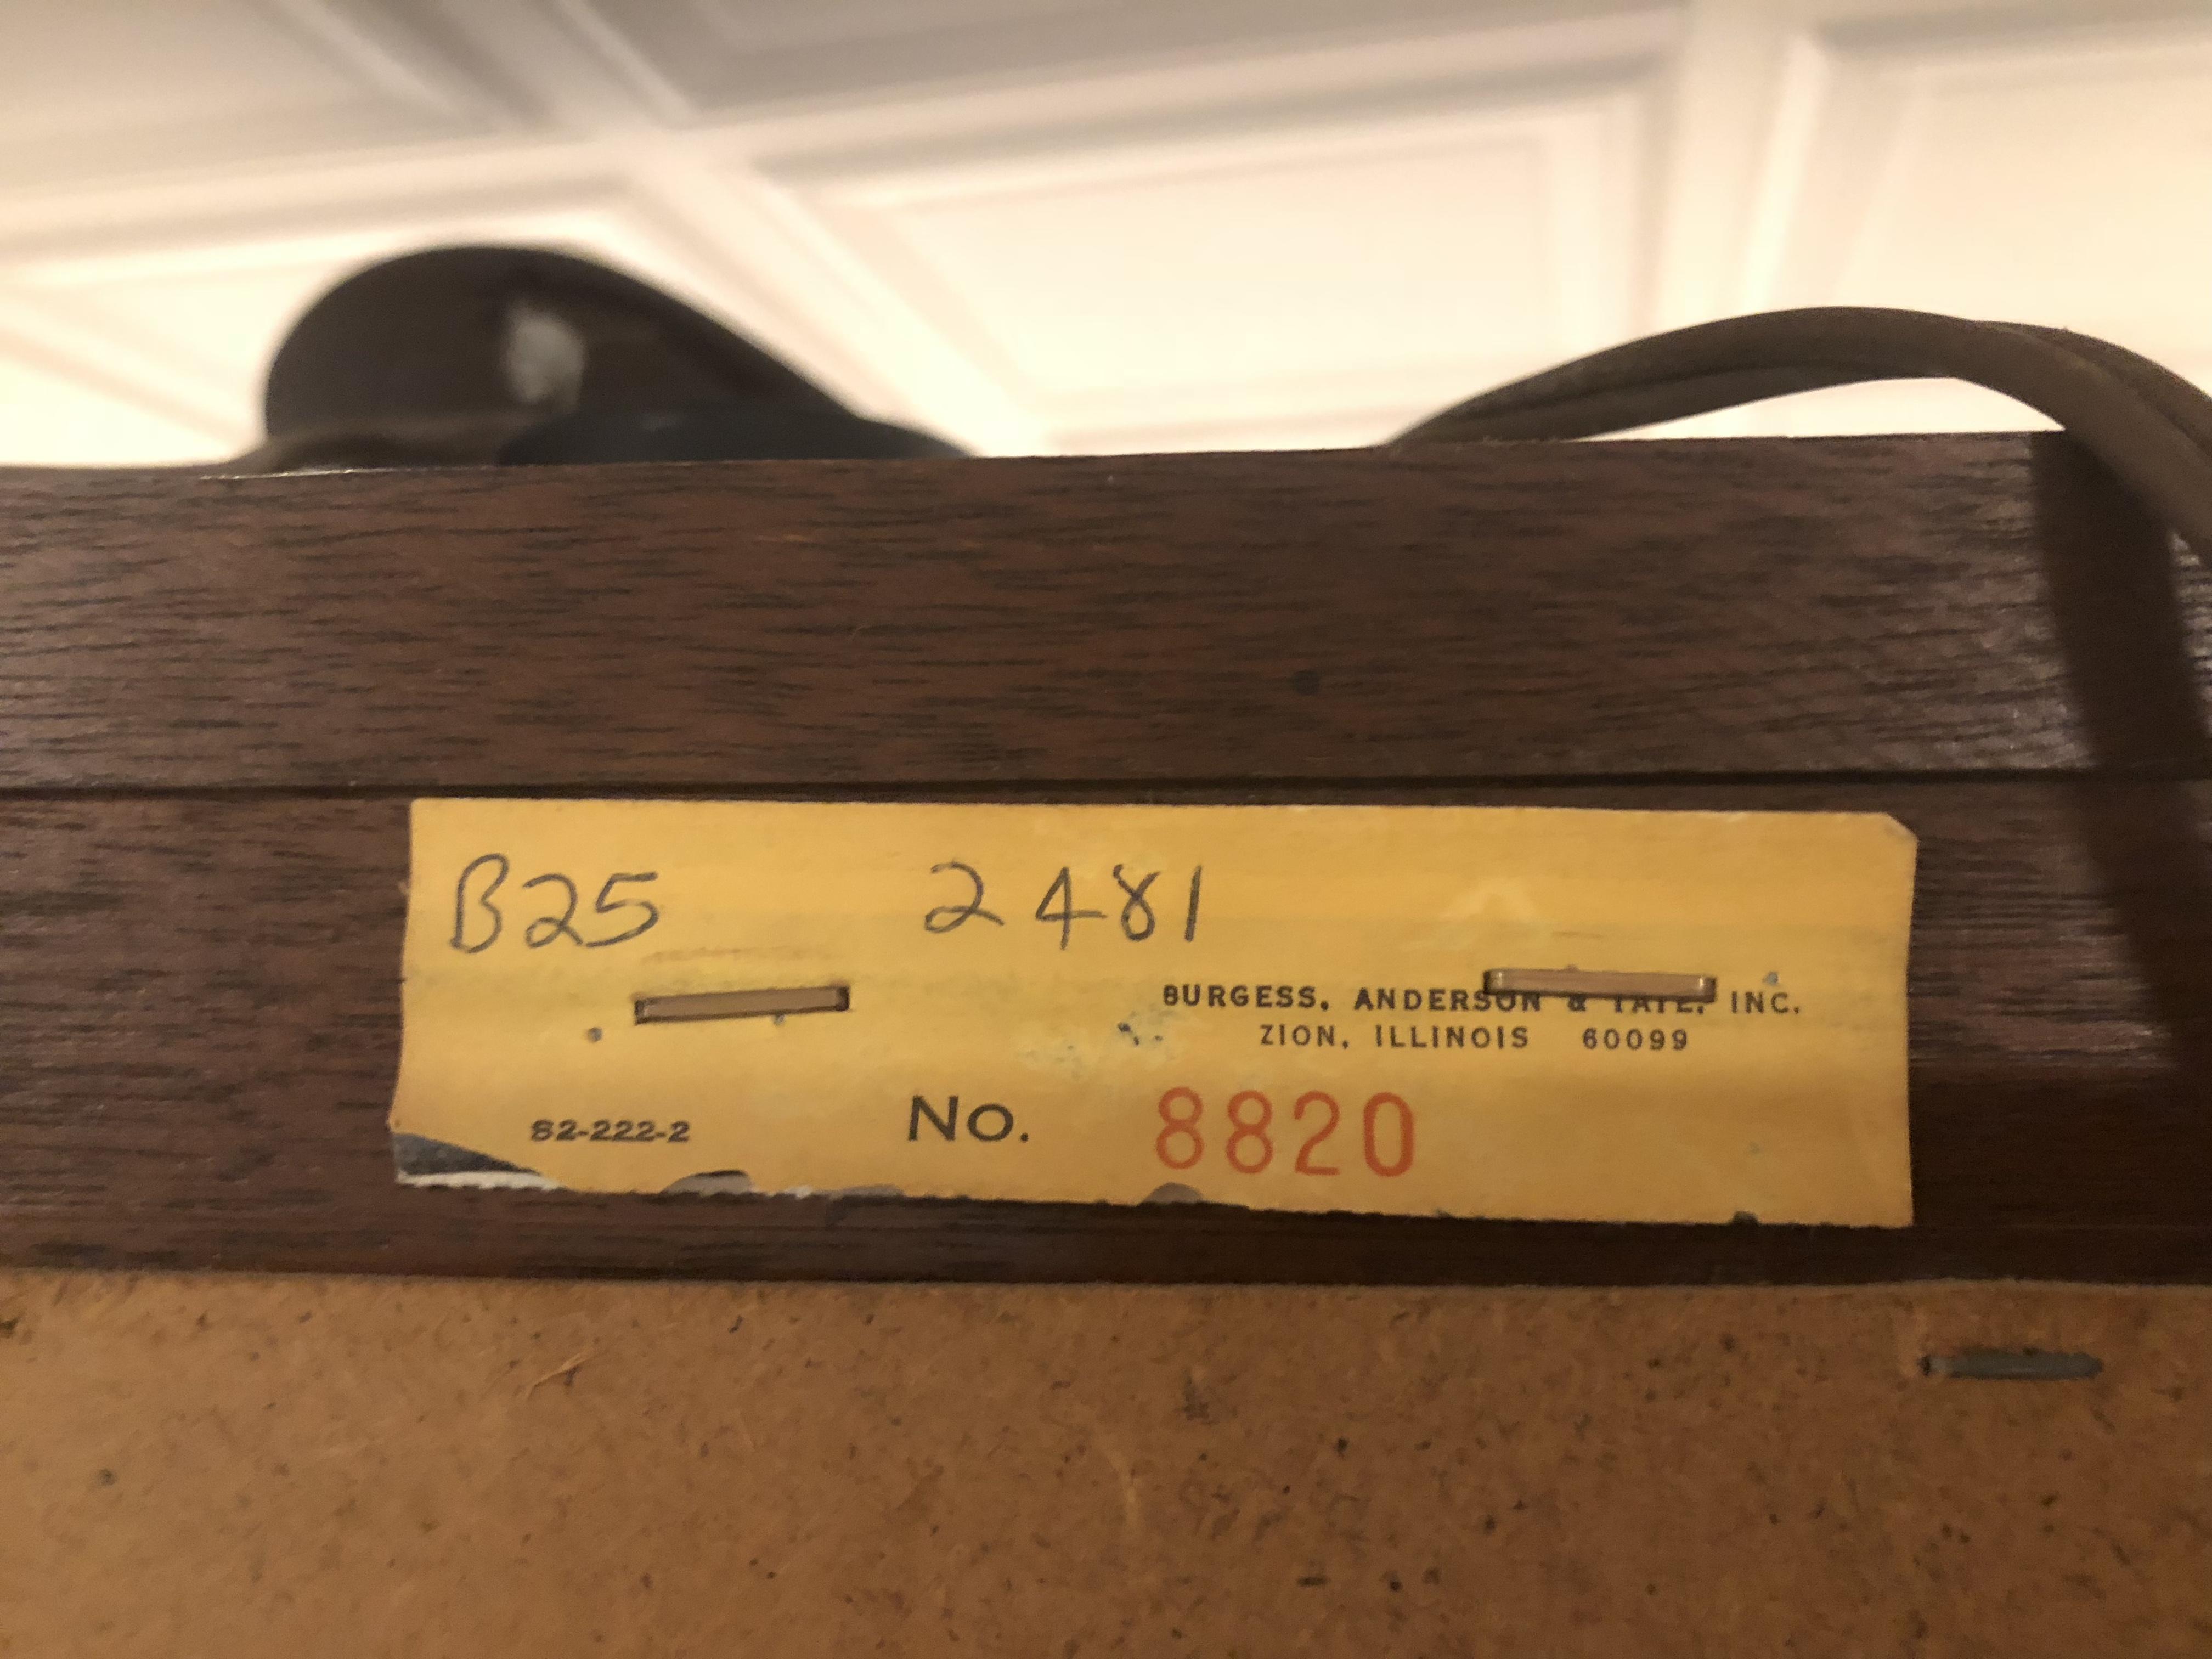 B25 2481
BURGESS, ANDERSON & TATE, INC.
ZION, ILLINOIS 60099
82-222-2 No. 8820